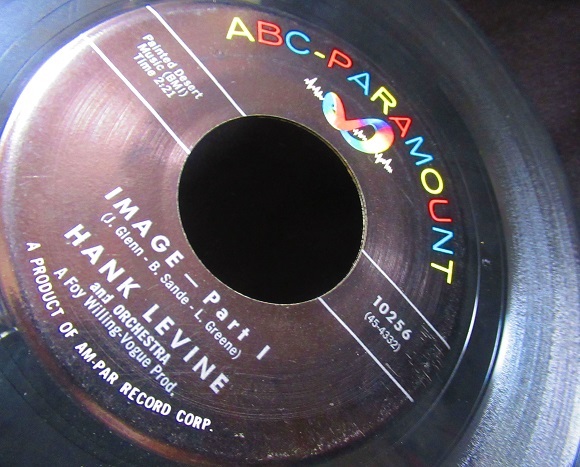 ABC-PARAMOUNT
Painted Desert
Music (BMI)
Time 2:21
10256
(45-4332)
IMAGE — Part I
(J. Glenn - B. Sande - L. Greene)
HANK LEVINE
and ORCHESTRA
A Foy Willing-Vogue Prod.
A PRODUCT OF AM-PAR RECORD CORP.